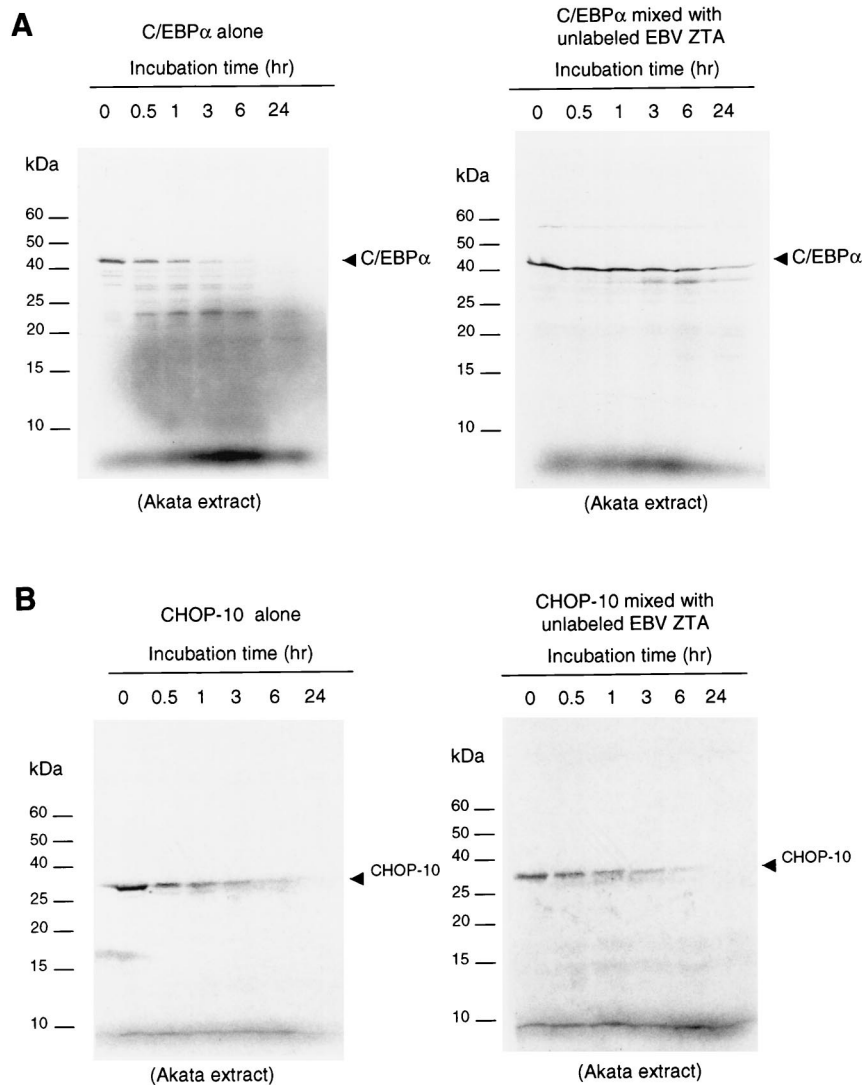 A
C/EBPα alone
Incubation time (hr)
0 0.5 1 3 6 24
kDa
60
50
40
25
20
15
10
C/EBPα
(Akata extract)
C/EBPα mixed with
unlabeled EBV ZTA
Incubation time (hr)
0 0.5 1 3 6 24
kDa
60
50
40
25
20
15
10
C/EBPα
(Akata extract)
B
CHOP-10 alone
Incubation time (hr)
0 0.5 1 3 6 24
kDa
60
50
40
25
20
15
10
CHOP-10
(Akata extract)
CHOP-10 mixed with
unlabeled EBV ZTA
Incubation time (hr)
0 0.5 1 3 6 24
kDa
60
50
40
25
20
15
10
CHOP-10
(Akata extract)